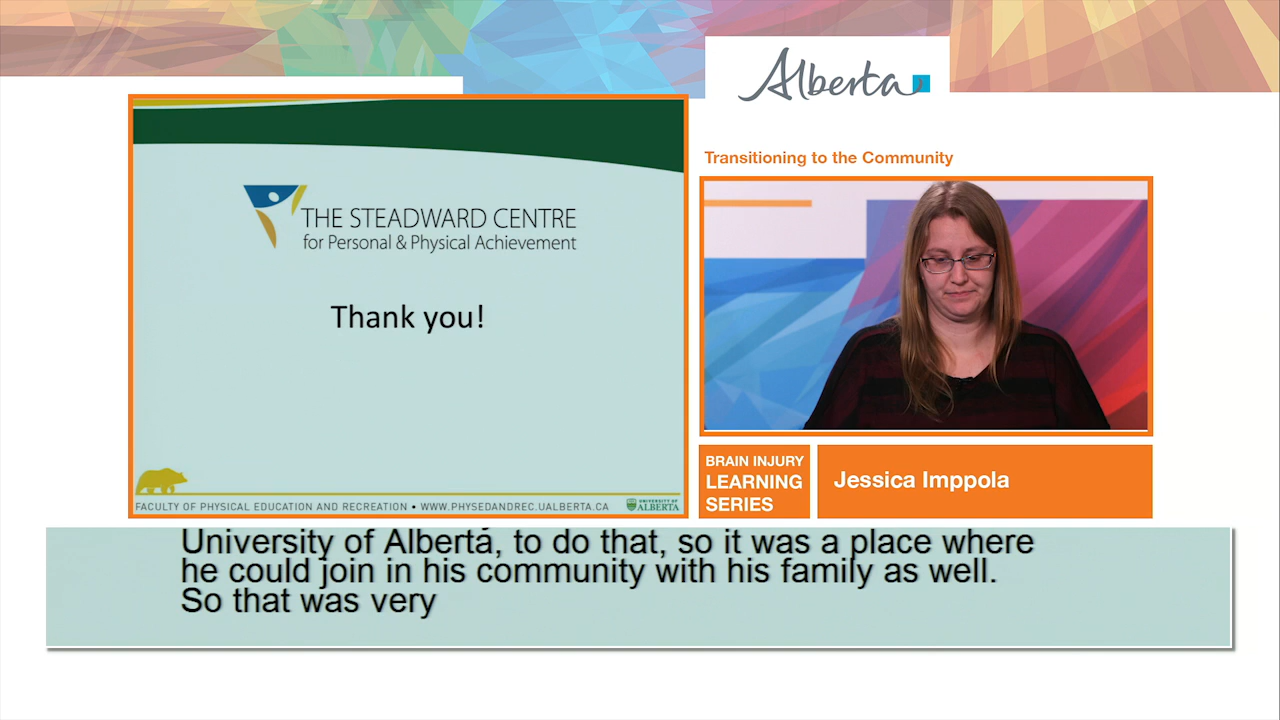 Alberta
Transitioning to the Community
THE STEADWARD CENTRE
for Personal & Physical Achievement
Thank you!
FACULTY OF PHYSICAL EDUCATION AND RECREATION • WWW.PHYSEDANDREC.UALBERTA.CA
UNIVERSITY OF
ALBERTA
BRAIN INJURY
LEARNING
SERIES
Jessica Imppola
University of Alberta, to do that, so it was a place where
he could join in his community with his family as well.
So that was very